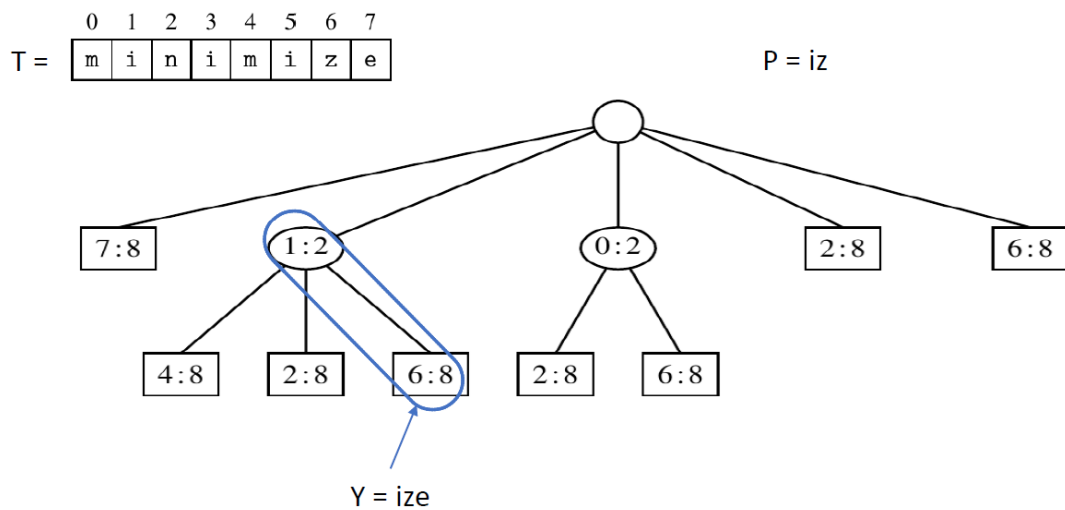 0 1 2 3 4 5 6 7
T = m i n i m i z e
P = iz
7:8 1:2 0:2 2:8 6:8
4:8 2:8 6:8 2:8 6:8
Y = ize